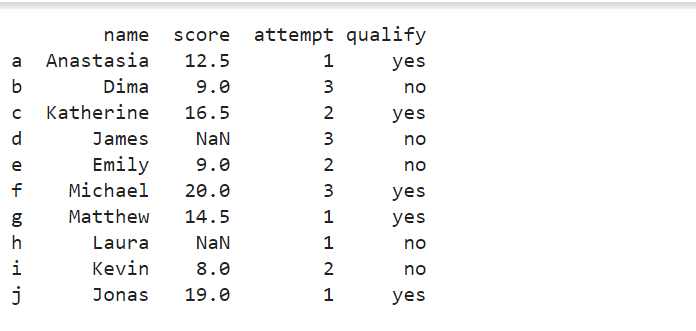 name score attempt qualify
a Anastasia 12.5 1 yes
b Dima 9.0 3 no
c Katherine 16.5 2 yes
d James NaN 3 no
e Emily 9.0 2 no
f Michael 20.0 3 yes
g Matthew 14.5 1 yes
h Laura NaN 1 no
i Kevin 8.0 2 no
j Jonas 19.0 1 yes